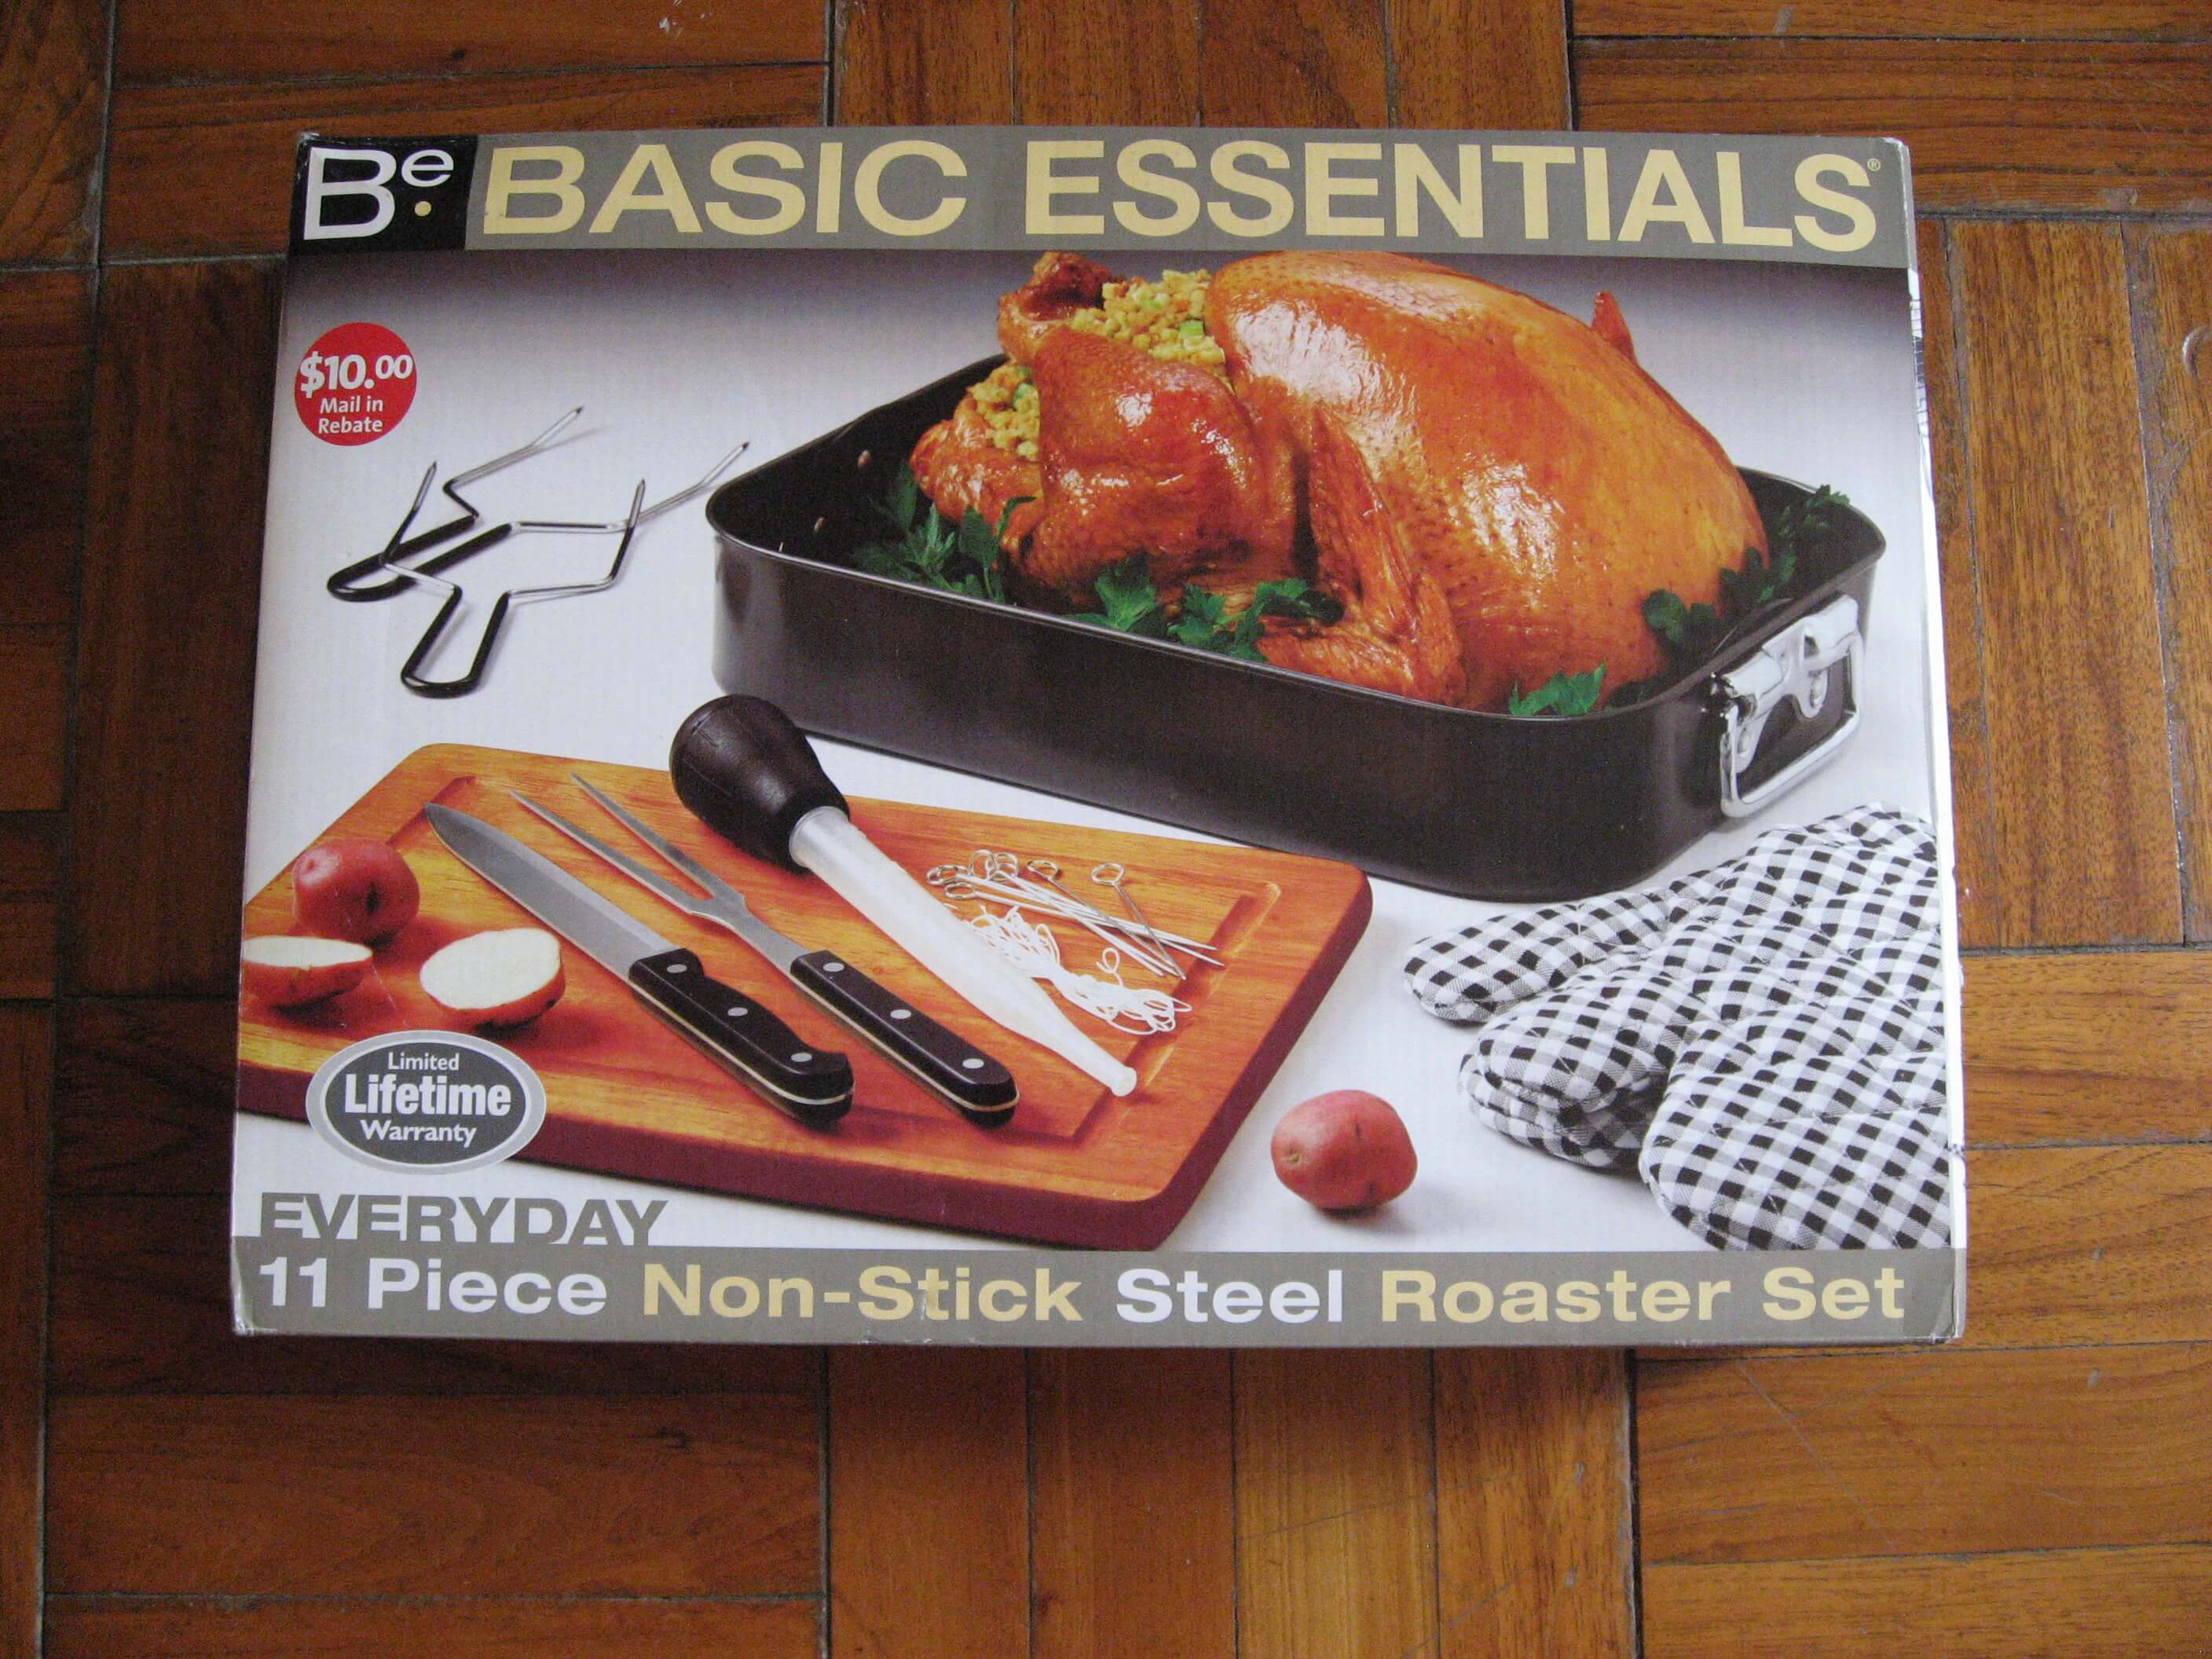 Be BASIC ESSENTIALS®
$10.00
Mail in
Rebate
Limited
Lifetime
Warranty
EVERYDAY
11 Piece Non-Stick Steel Roaster Set